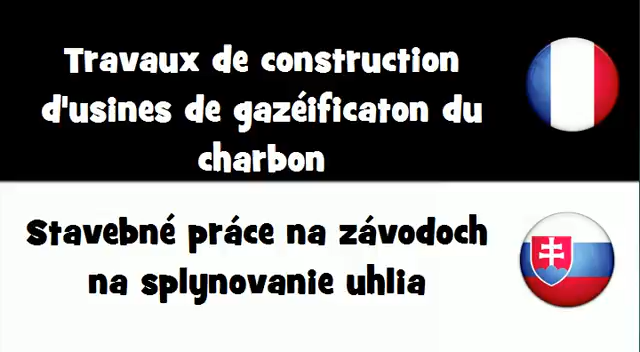 Travaux de construction
d'usines de gazéificaton du
charbon
Stavebné práce na závodoch
na splynovanie uhlia